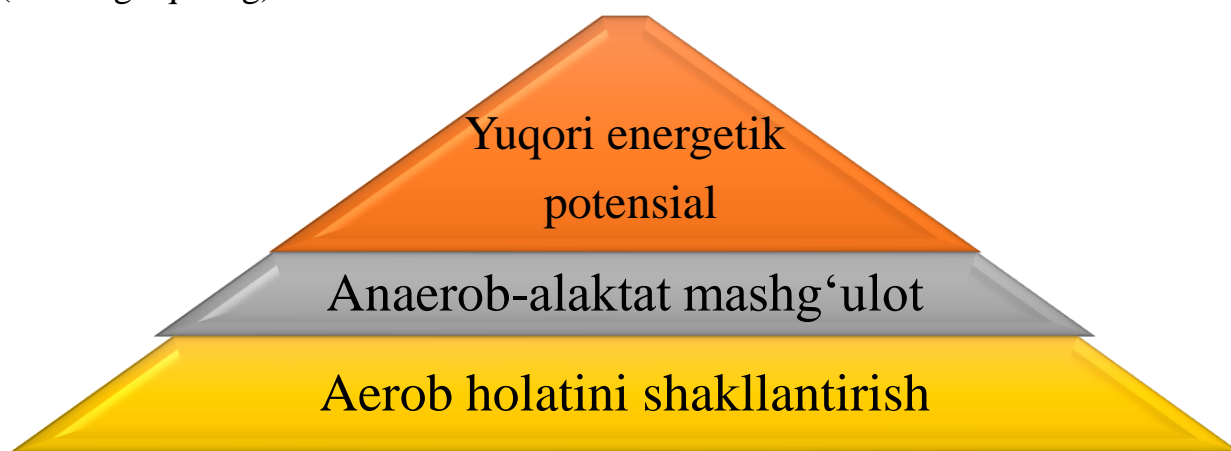 Yuqori energetik
potensial
Anaerob-alaktat mashg‘ulot
Aerob holatini shakllantirish